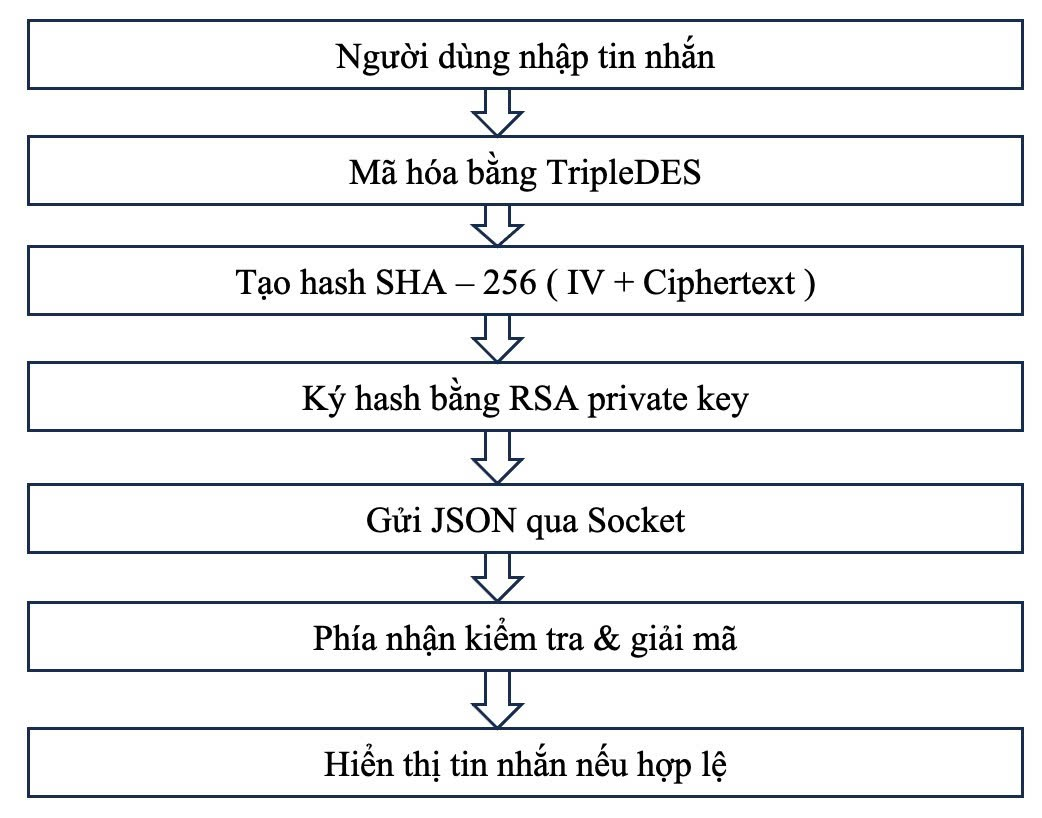 Người dùng nhập tin nhắn
Mã hóa bằng TripleDES
Tạo hash SHA – 256 ( IV + Ciphertext )
Ký hash bằng RSA private key
Gửi JSON qua Socket
Phía nhận kiểm tra & giải mã
Hiển thị tin nhắn nếu hợp lệ